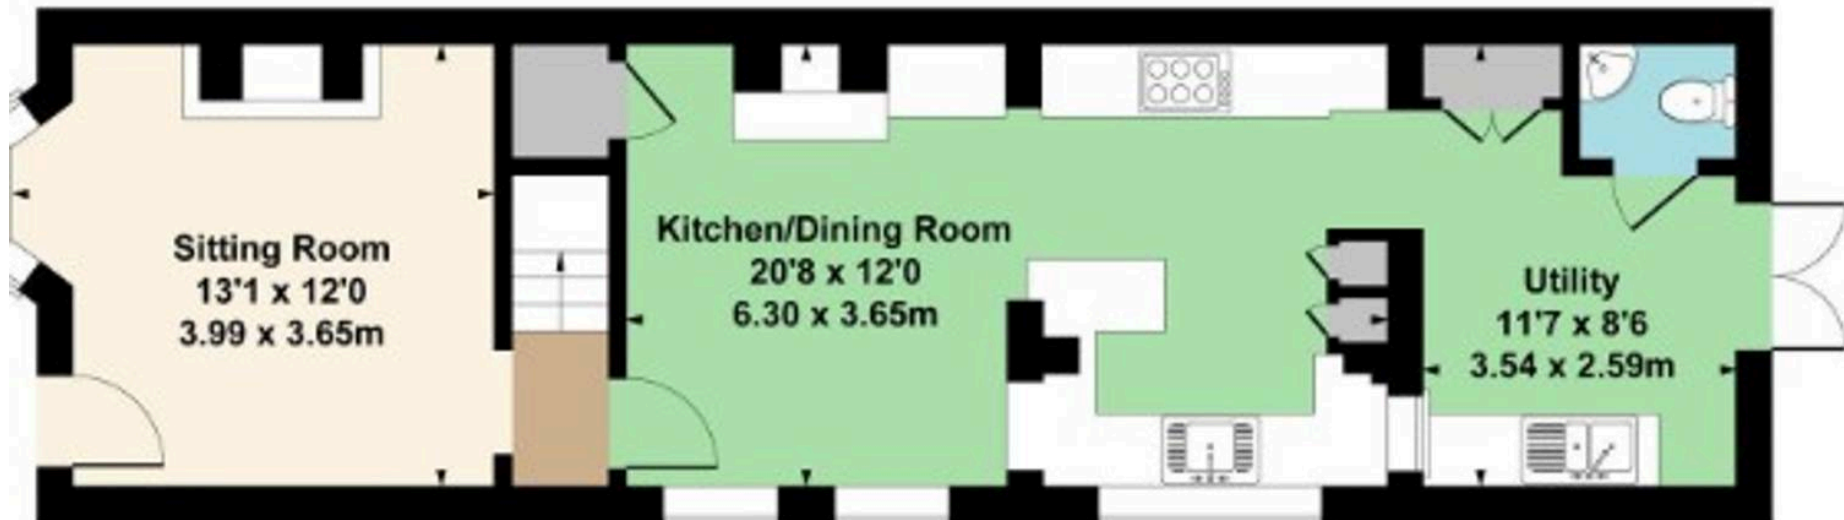 Sitting Room
13'1 x 12'0
3.99 x 3.65m
Kitchen/Dining Room
20'8 x 12'0
6.30 x 3.65m
Utility
11'7 x 8'6
3.54 x 2.59m